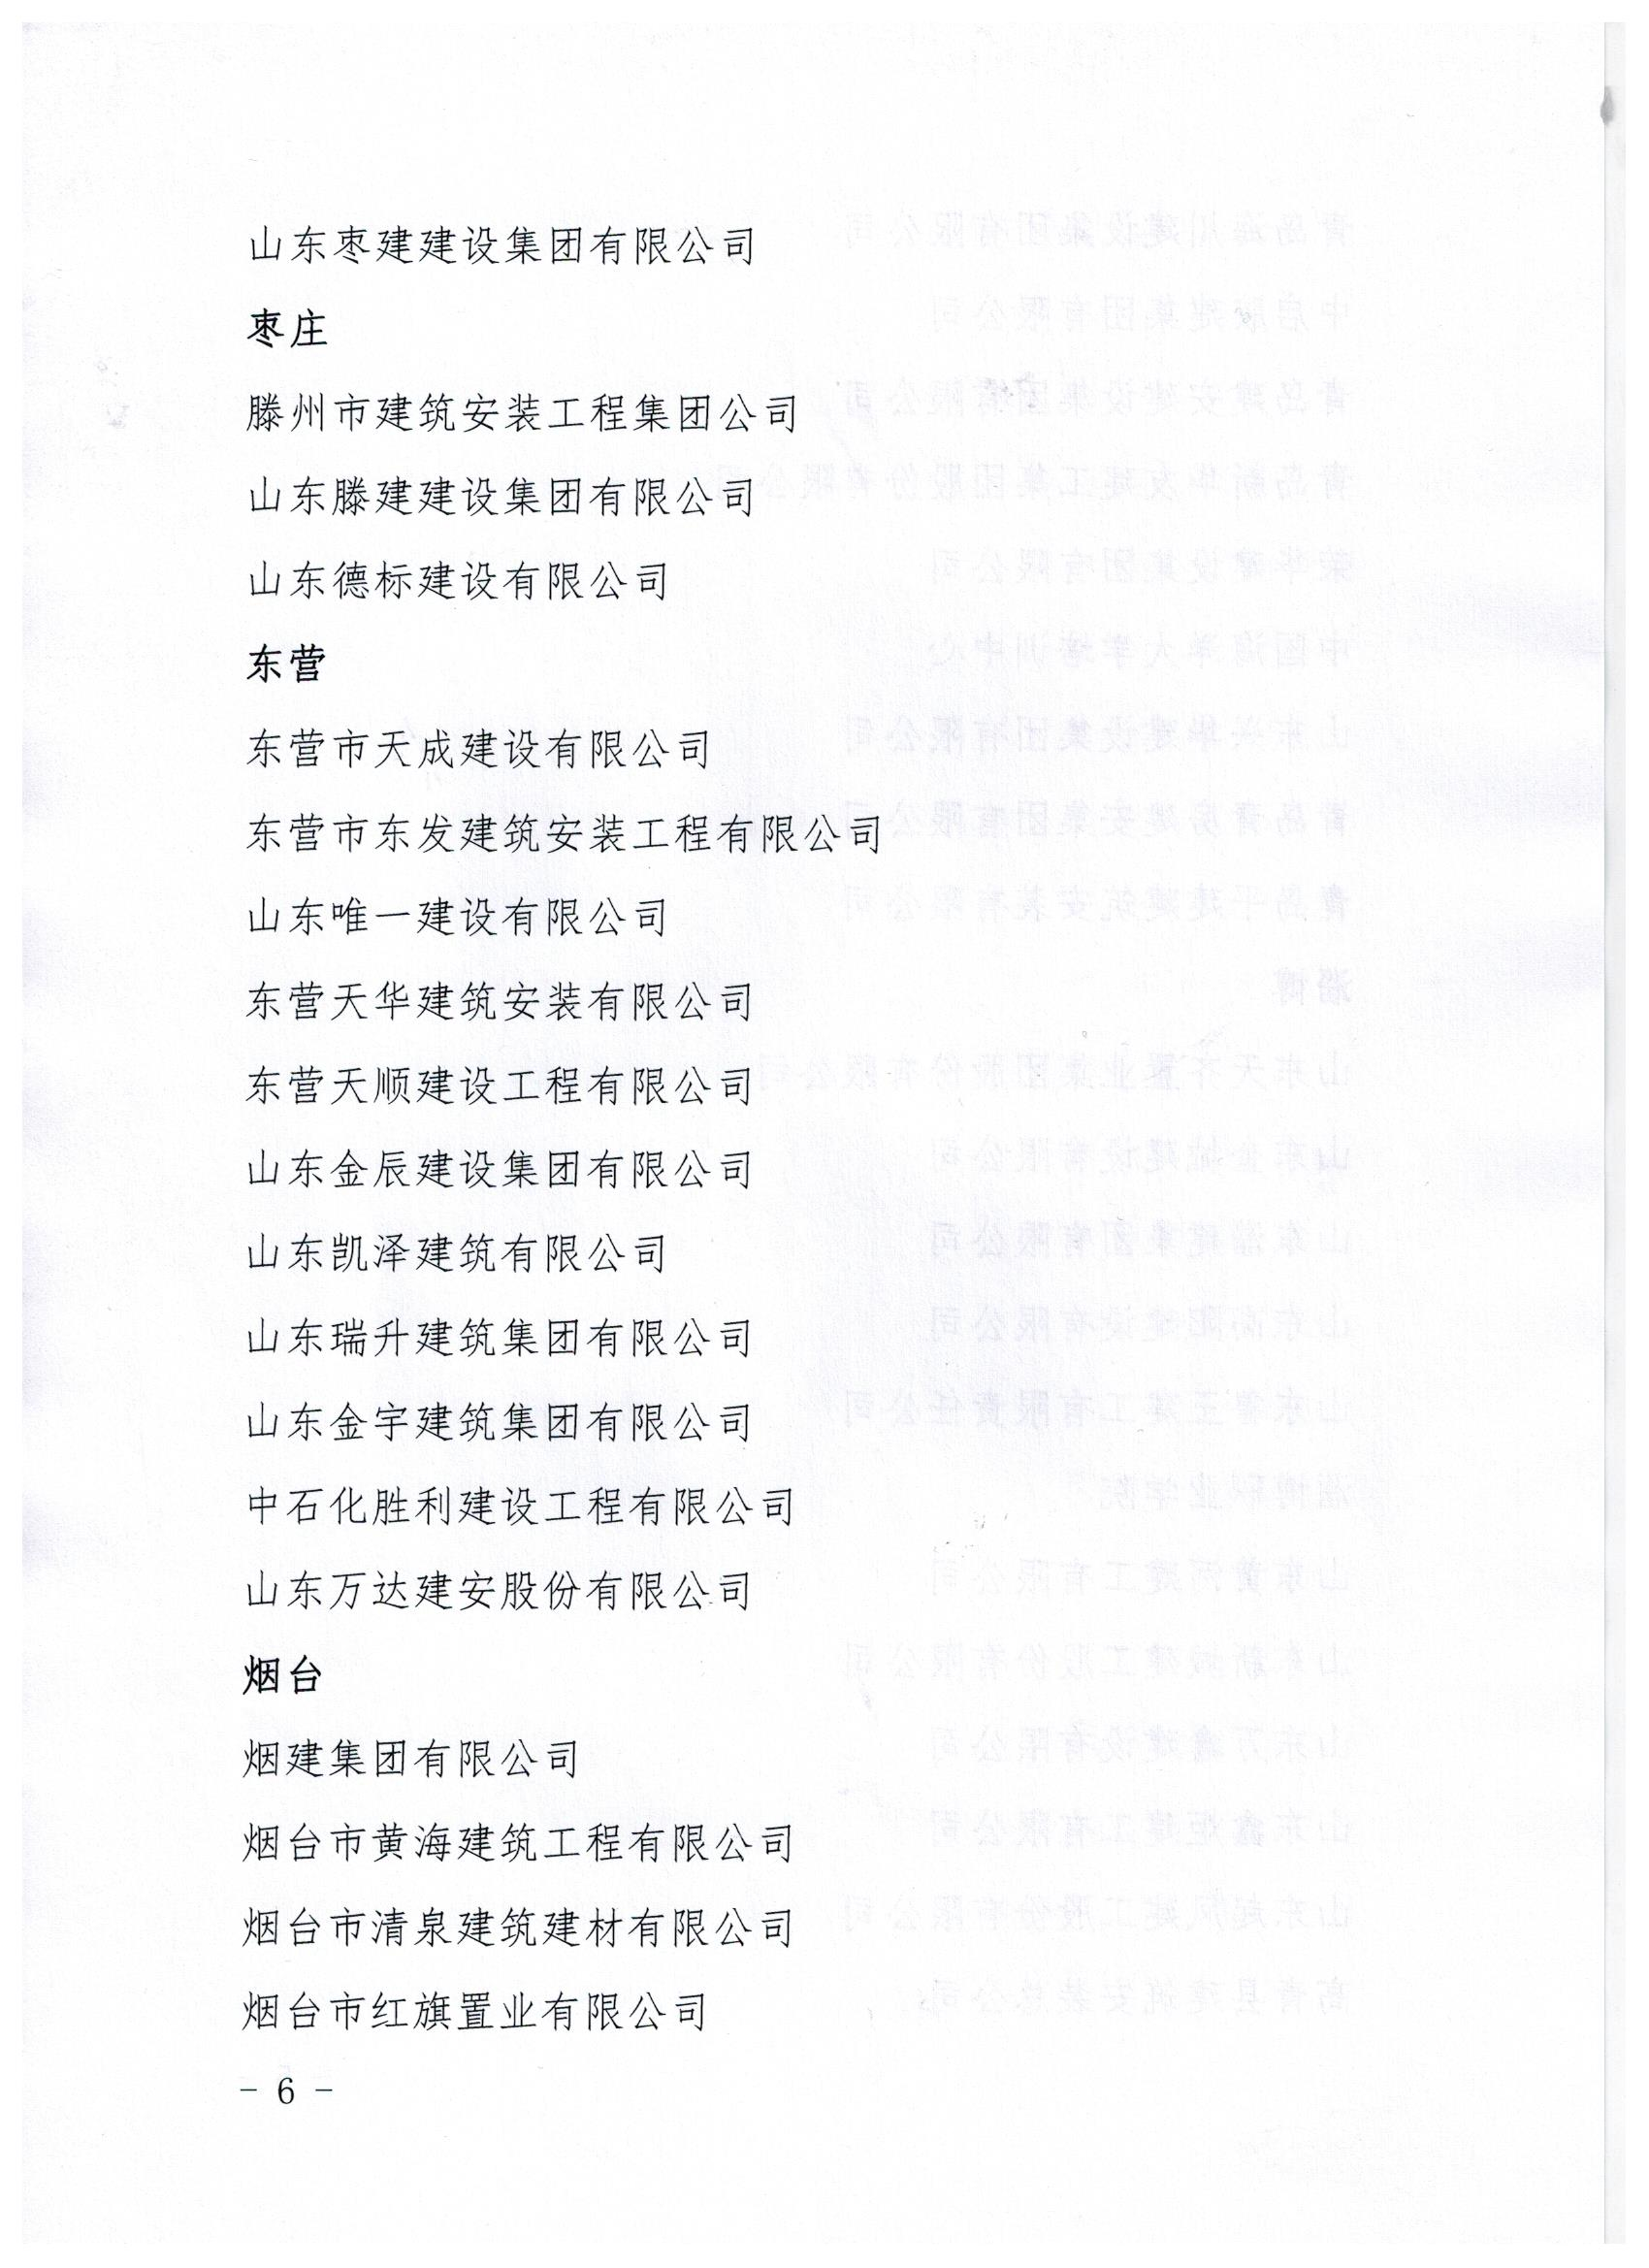 山东枣建建设集团有限公司
枣庄
滕州市建筑安装工程集团公司
山东滕建建设集团有限公司
山东德标建设有限公司
东营
东营市天成建设有限公司
东营市东发建筑安装工程有限公司
山东唯一建设有限公司
东营天华建筑安装有限公司
东营天顺建设工程有限公司
山东金辰建设集团有限公司
山东凯泽建筑有限公司
山东瑞升建筑集团有限公司
山东金宇建筑集团有限公司
中石化胜利建设工程有限公司
山东万达建安股份有限公司
烟台
烟建集团有限公司
烟台市黄海建筑工程有限公司
烟台市清泉建筑建材有限公司
烟台市红旗置业有限公司
- 6 -